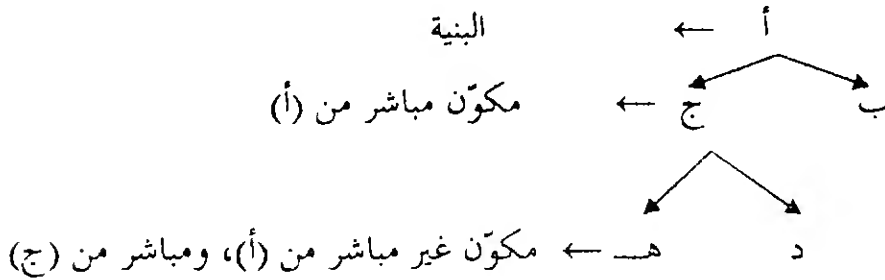 أ ← البنية
ب ج ← مكوّن مباشر من (أ)
د هـ ← مكوّن غير مباشر من (أ)، ومباشر من (ج)